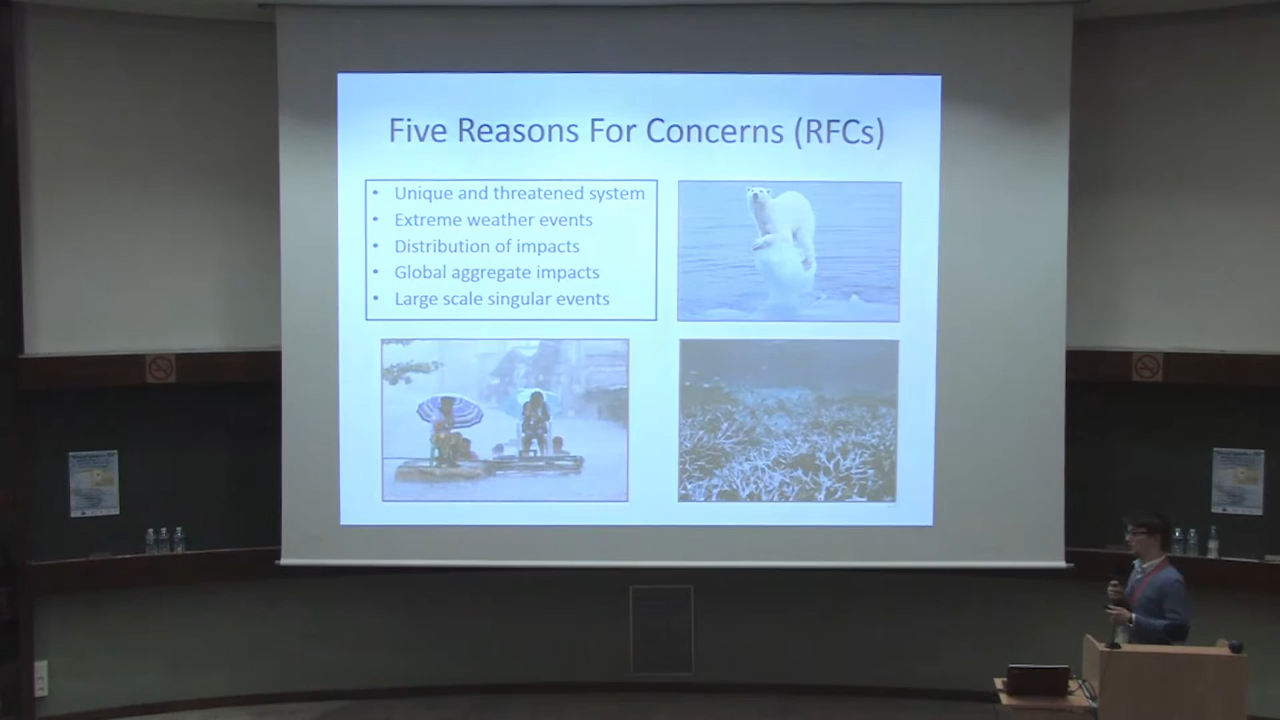 Five Reasons For Concerns (RFCs)
• Unique and threatened system
• Extreme weather events
• Distribution of impacts
• Global aggregate impacts
• Large scale singular events